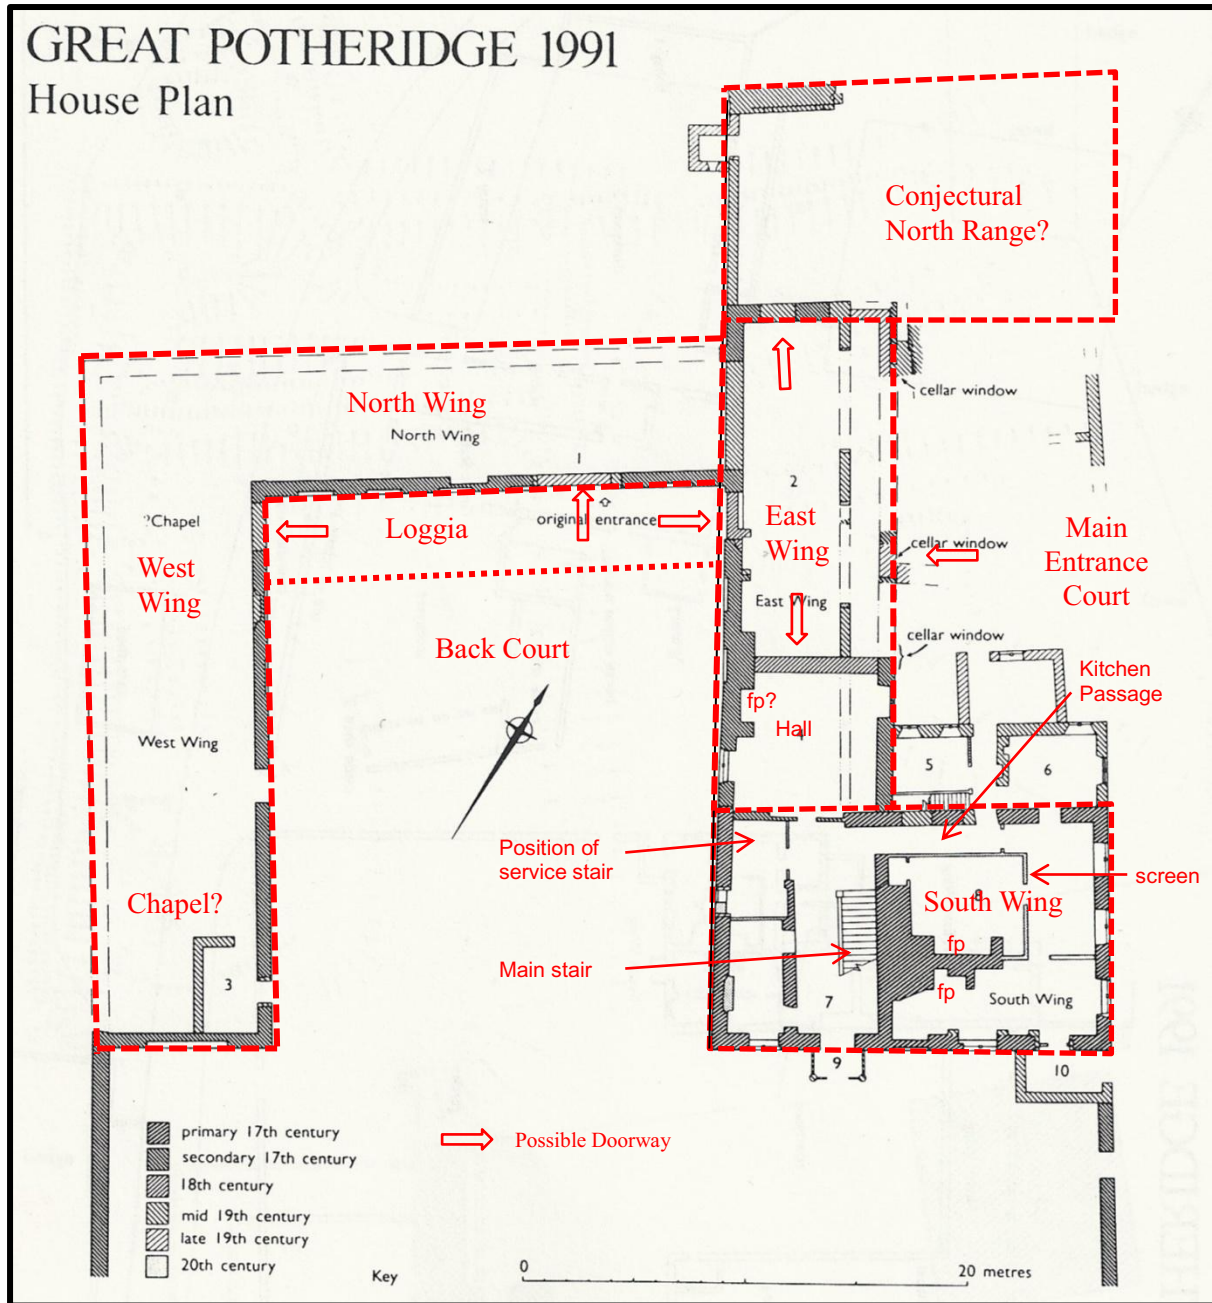 GREAT POTHERIDGE 1991
House Plan
Conjectural
North Range?
cellar window
North Wing
North Wing
1
2
?Chapel
Loggia
original entrance
East
Wing
cellar window
Main
Entrance
Court
West
Wing
East Wing
cellar window
Back Court
Kitchen
Passage
fp?
Hall
4
West Wing
5
6
Position of
service stair
screen
8
South Wing
Chapel?
fp
Main stair
3
fp
7
South Wing
9
10
primary 17th century
secondary 17th century
18th century
mid 19th century
late 19th century
20th century
Possible Doorway
Key
0
20 metres